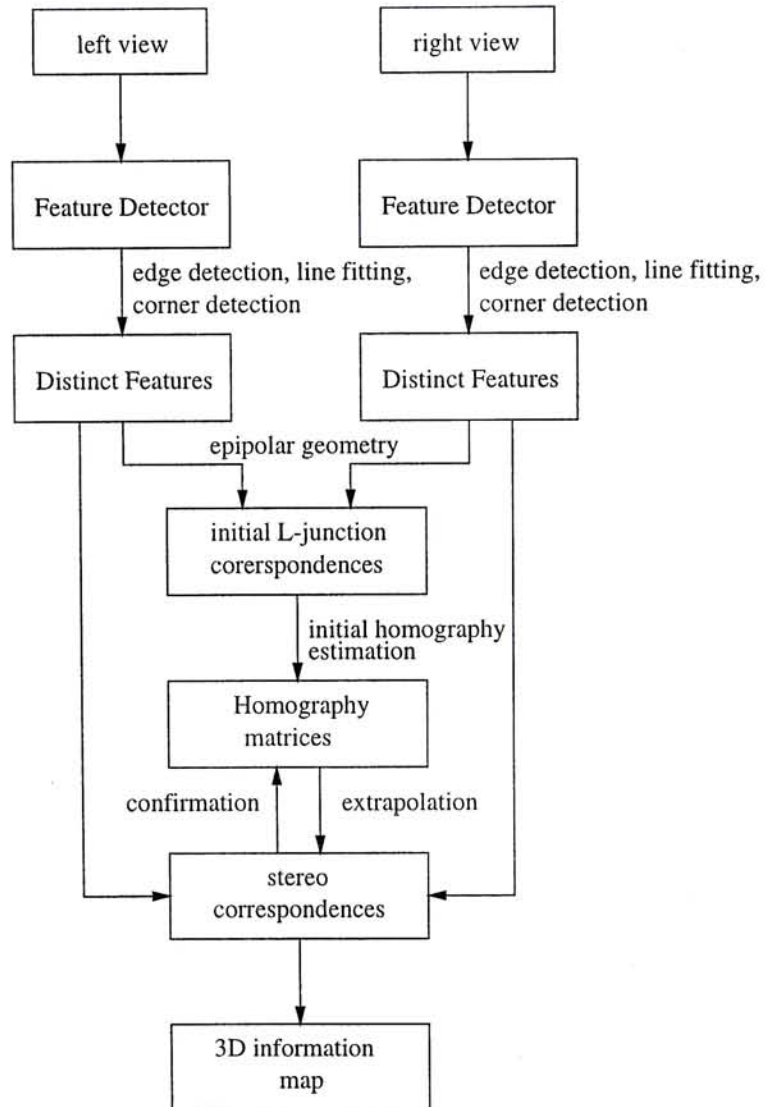 left view
right view
Feature Detector
Feature Detector
edge detection, line fitting,
corner detection
edge detection, line fitting,
corner detection
Distinct Features
Distinct Features
epipolar geometry
initial L-junction
corerspondences
initial homography
estimation
Homography
matrices
confirmation
extrapolation
stereo
correspondences
3D information
map